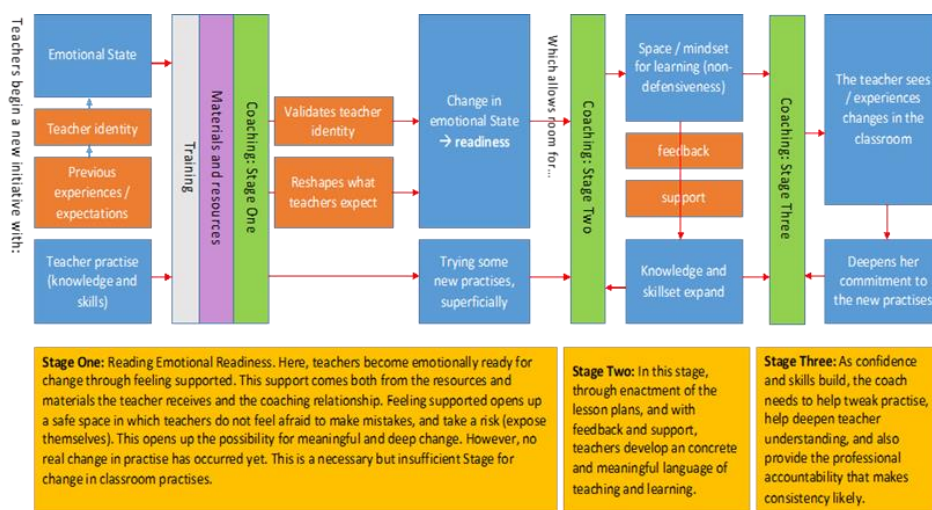 Teachers begin a new initiative with:
Emotional State
Teacher identity
Previous
experiences /
expectations
Teacher practise
(knowledge and
skills)
Training
Materials and resources
Coaching: Stage One
Validates teacher
identity
Reshapes what
teachers expect
Change in
emotional State
→ readiness
Trying some
new practises,
superficially
Which allows room for...
Coaching: Stage Two
Space / mindset
for learning (non-
defensiveness)
feedback
support
Knowledge and
skillset expand
Coaching: Stage Three
The teacher sees
/ experiences
changes in the
classroom
Deepens her
commitment to
the new practises
Stage One: Reading Emotional Readiness. Here, teachers become emotionally ready for
change through feeling supported. This support comes both from the resources and
materials the teacher receives and the coaching relationship. Feeling supported opens up
a safe space in which teachers do not feel afraid to make mistakes, and take a risk (expose
themselves). This opens up the possibility for meaningful and deep change. However, no
real change in practise has occurred yet. This is a necessary but insufficient Stage for
change in classroom practises.
Stage Two: In this stage,
through enactment of the
lesson plans, and with
feedback and support,
teachers develop an concrete
and meaningful language of
teaching and learning.
Stage Three: As confidence
and skills build, the coach
needs to help tweak practise,
help deepen teacher
understanding, and also
provide the professional
accountability that makes
consistency likely.